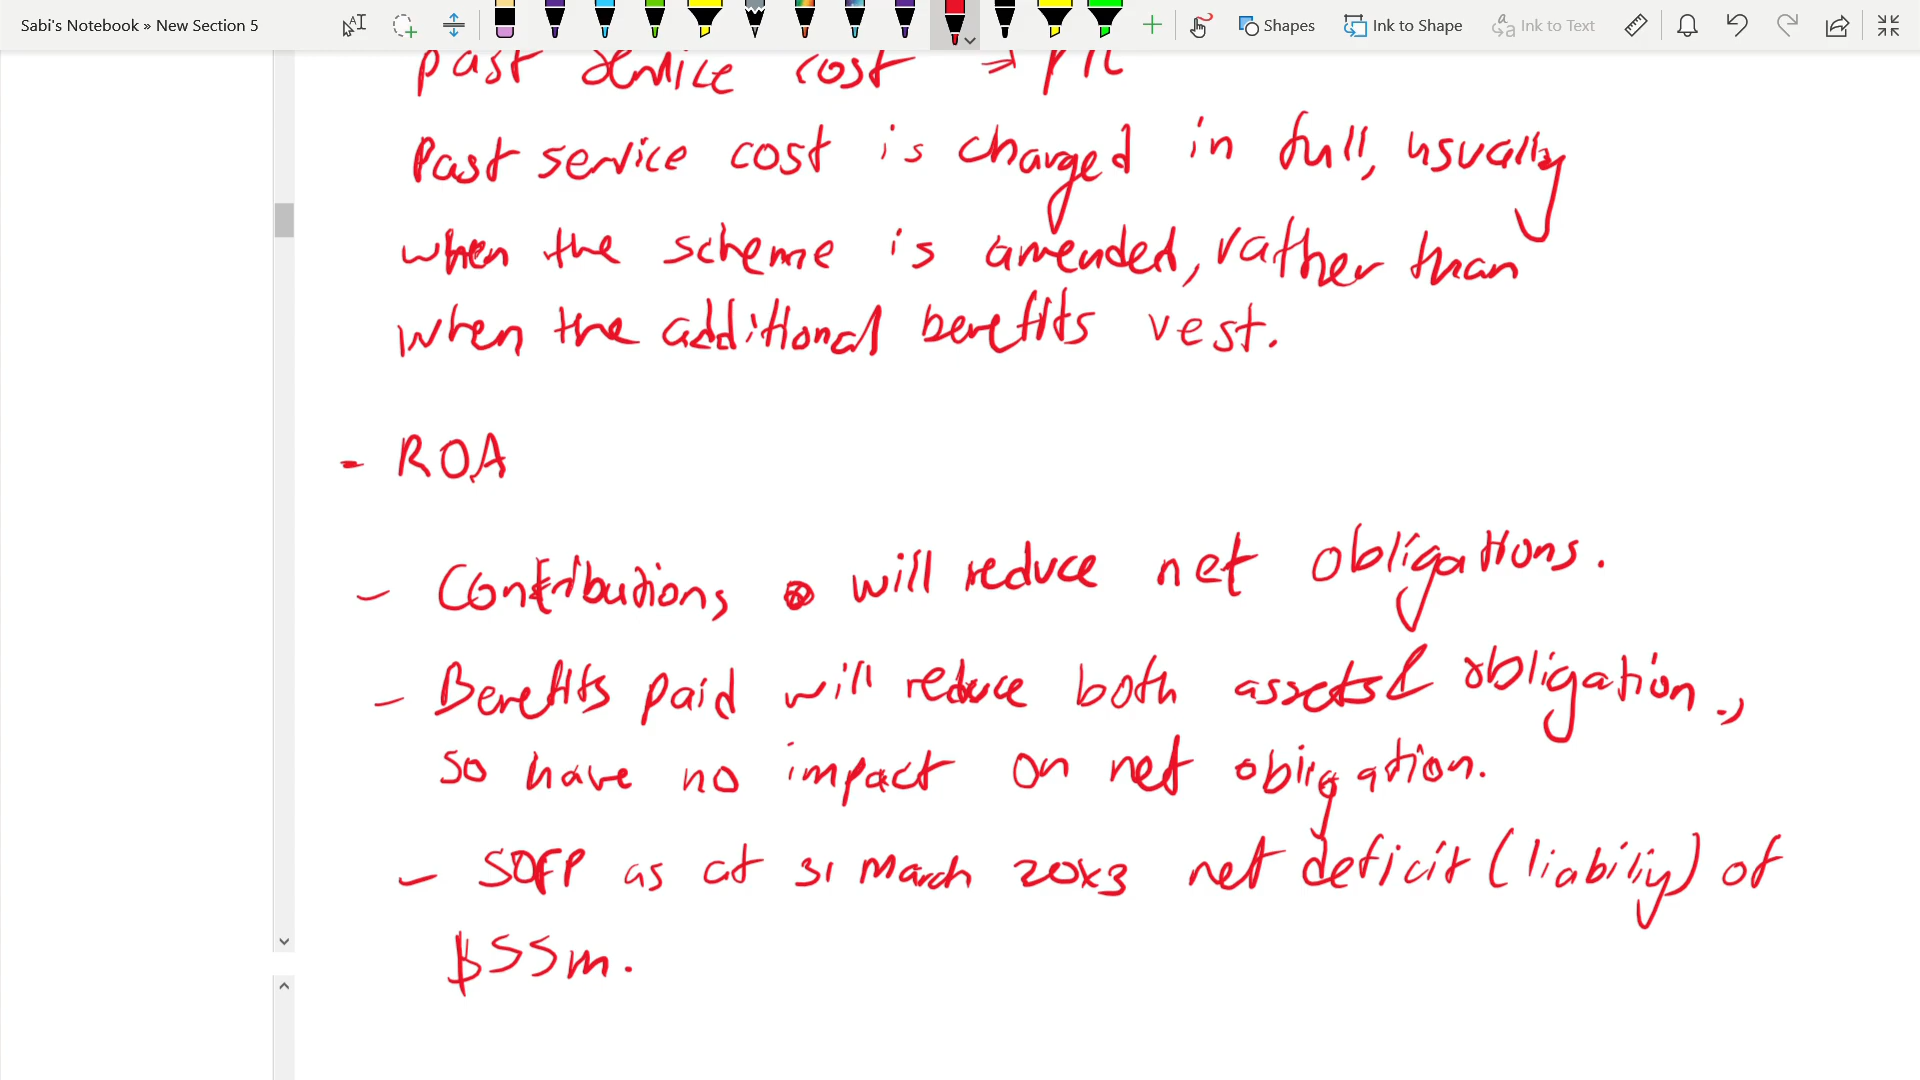 Sabi's Notebook » New Section 5
Shapes
Ink to Shape
Ink to Text
past service cost → P/L
Past service cost is charged in full, usually
when the scheme is amended, rather than
when the additional benefits vest.
- ROA
- Contributions will reduce net obligations.
- Benefits paid will reduce both assets & obligation.,
so have no impact on net obligation.
- SOFP as at 31 March 20x3 net deficit (liabiliy) of
$55m.